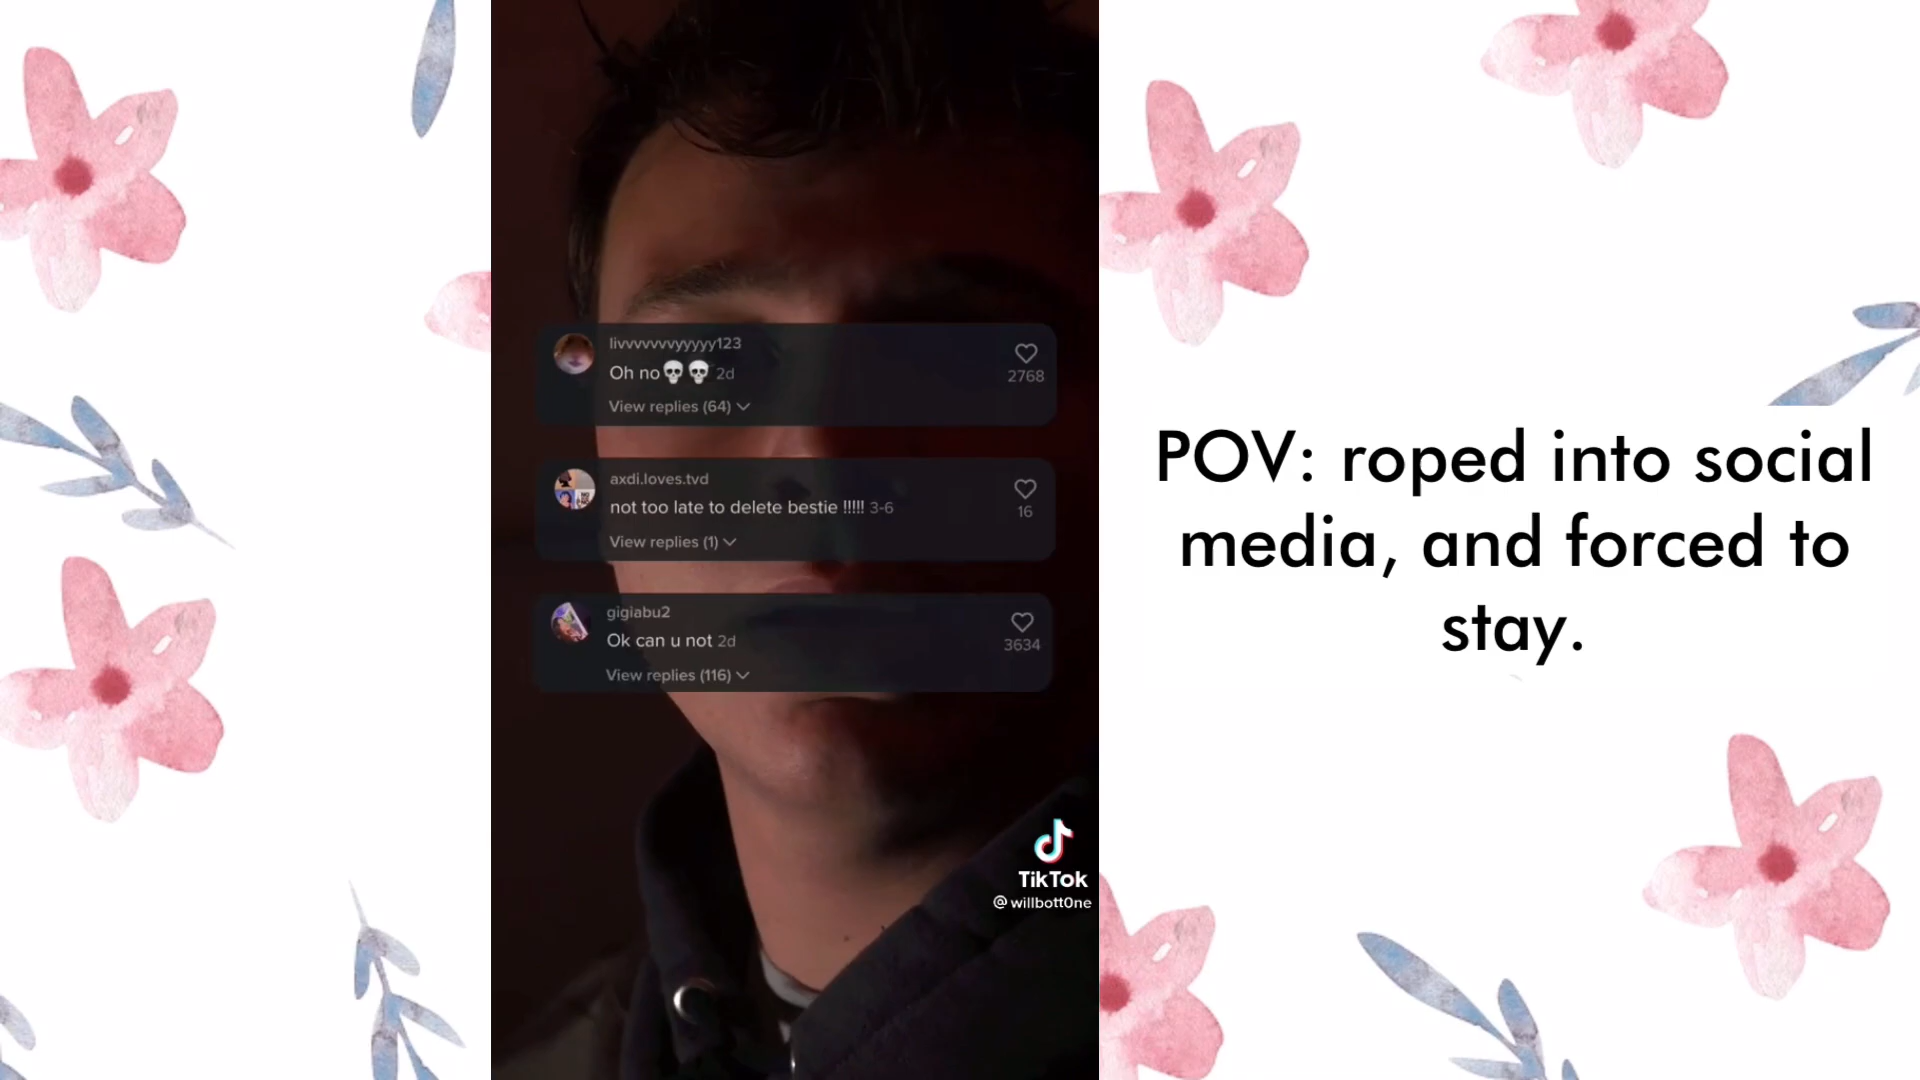 livvvvvvvyyyyy123
Oh no💀💀 2d
View replies (64)
2768
axdi.loves.tvd
not too late to delete bestie !!!!! 3-6
View replies (1)
16
gigiabu2
Ok can u not 2d
View replies (116)
3634
TikTok
@willbott0ne
POV: roped into social
media, and forced to
stay.